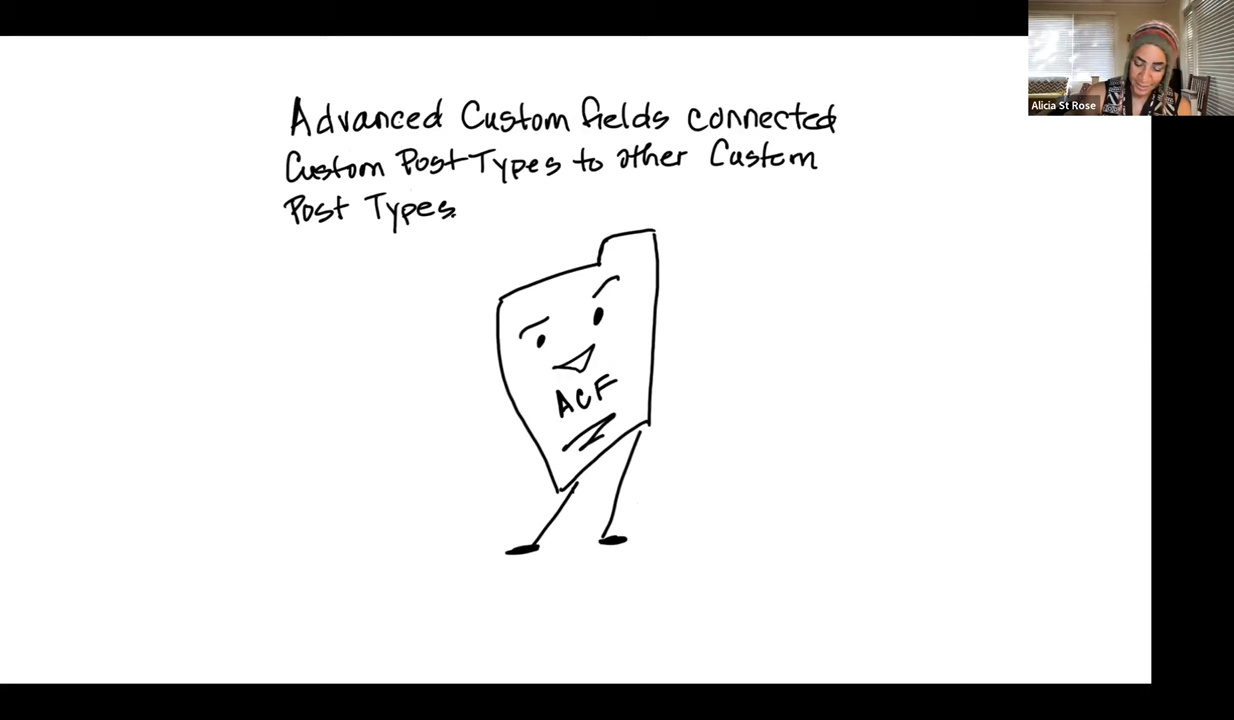 Advanced Custom fields connected
Custom Post Types to other Custom
Post Types.
ACF
Alicia St Rose